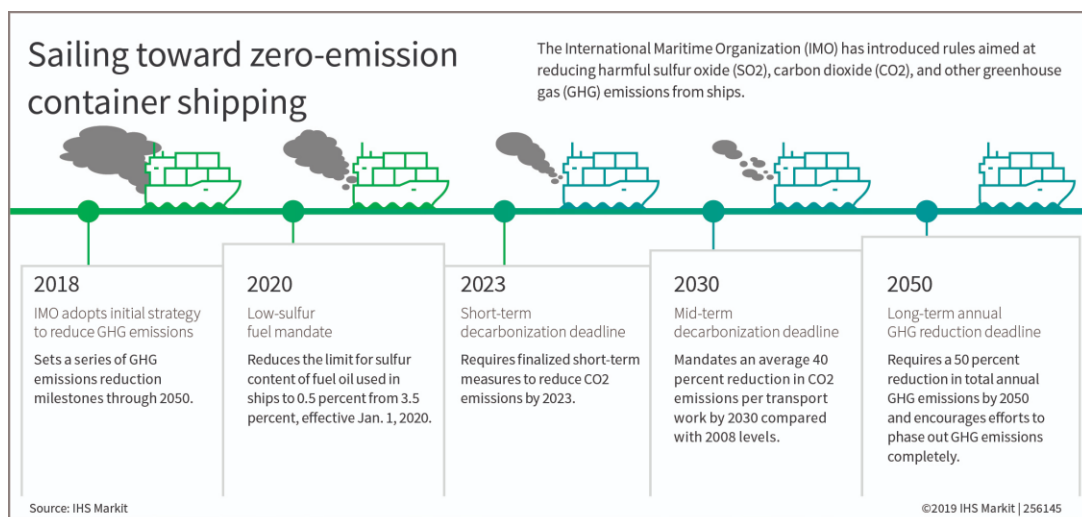 Sailing toward zero-emission
container shipping
The International Maritime Organization (IMO) has introduced rules aimed at
reducing harmful sulfur oxide (SO2), carbon dioxide (CO2), and other greenhouse
gas (GHG) emissions from ships.
2018
IMO adopts initial strategy
to reduce GHG emissions
Sets a series of GHG
emissions reduction
milestones through 2050.
2020
Low-sulfur
fuel mandate
Reduces the limit for sulfur
content of fuel oil used in
ships to 0.5 percent from 3.5
percent, effective Jan. 1, 2020.
2023
Short-term
decarbonization deadline
Requires finalized short-term
measures to reduce CO2
emissions by 2023.
2030
Mid-term
decarbonization deadline
Mandates an average 40
percent reduction in CO2
emissions per transport
work by 2030 compared
with 2008 levels.
2050
Long-term annual
GHG reduction deadline
Requires a 50 percent
reduction in total annual
GHG emissions by 2050
and encourages efforts to
phase out GHG emissions
completely.
Source: IHS Markit
©2019 IHS Markit | 256145